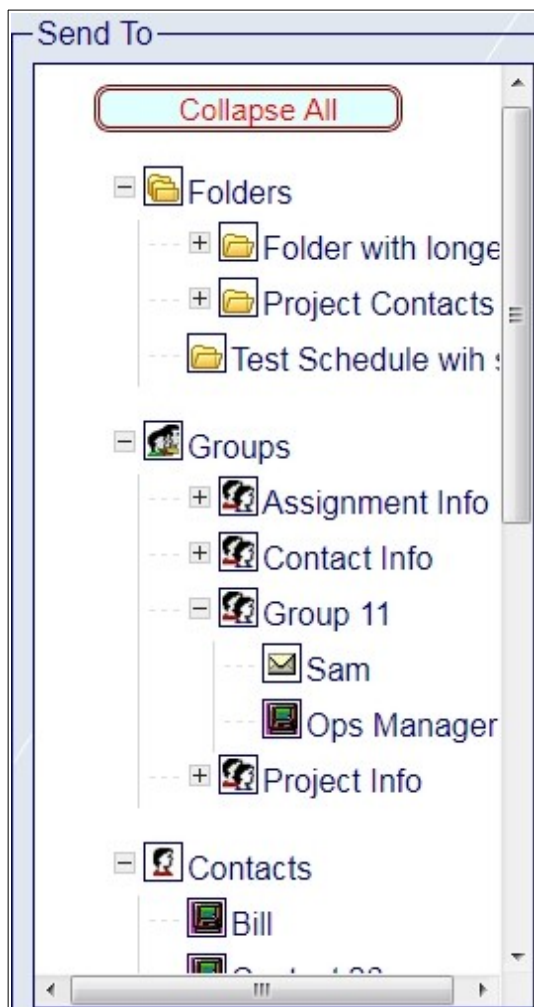 Send To
Collapse All
Folders
Folder with longe
Project Contacts
Test Schedule wih
Groups
Assignment Info
Contact Info
Group 11
Sam
Ops Manager
Project Info
Contacts
Bill